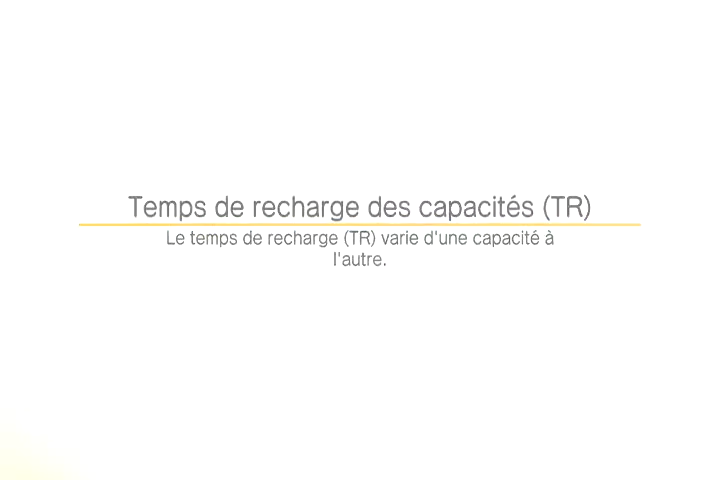 Temps de recharge des capacités (TR)
Le temps de recharge (TR) varie d'une capacité à
l'autre.